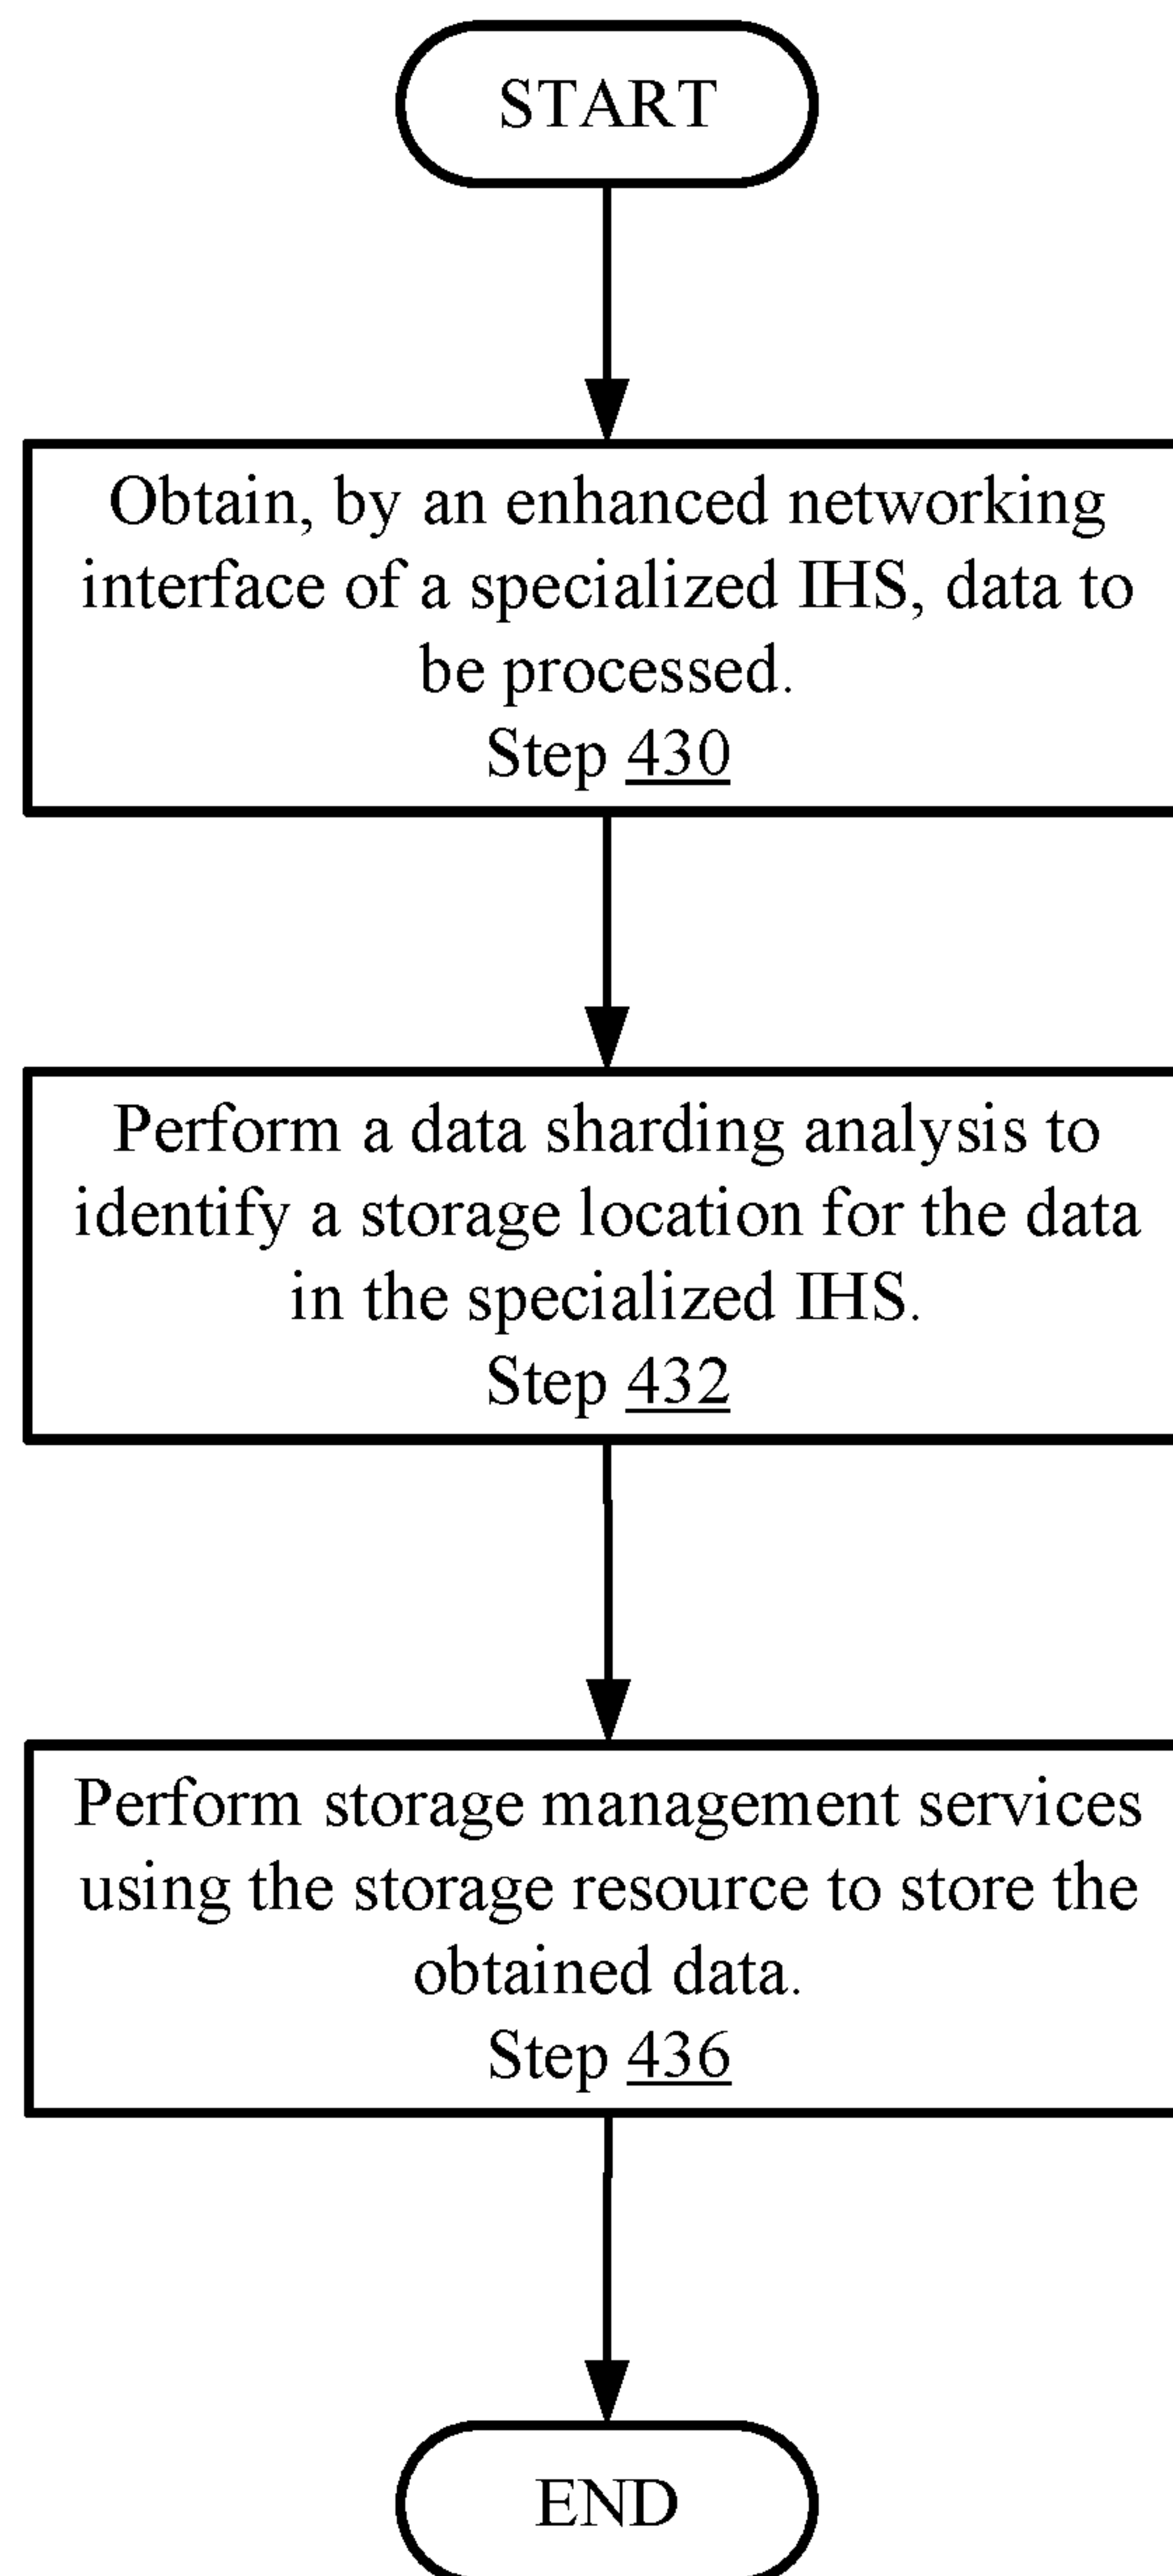 START
Obtain, by an enhanced networking
interface of a specialized IHS, data to
be processed.
Step 430
Perform a data sharding analysis to
identify a storage location for the data
in the specialized IHS.
Step 432
Perform storage management services
using the storage resource to store the
obtained data.
Step 436
END